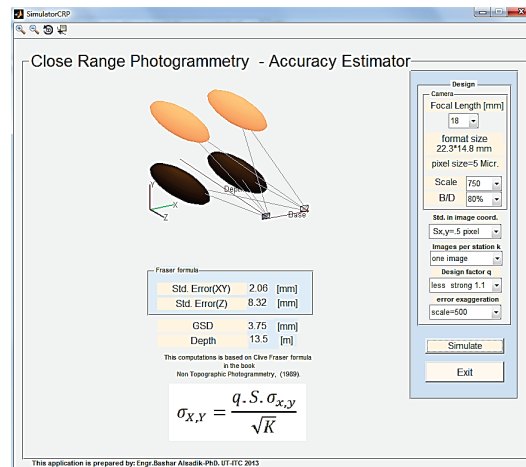 SimulatorCRP
Close Range Photogrammetry - Accuracy Estimator
Y
X
Z
Depth
Base
Fraser formula
Std. Error(XY) 2.06 [mm]
Std. Error(Z) 8.32 [mm]
GSD 3.75 [mm]
Depth 13.5 [m]
This computations is based on Clive Fraser formula
in the book
Non Topographic Photogrammetry, (1989).
σX,Y = q.S.σx,y / √K
This application is prepared by: Engr.Bashar Alsadik-PhD. UT-ITC 2013
Design
Camera
Focal Length [mm]
18
format size
22.3*14.8 mm
pixel size=5 Micr.
Scale 750
B/D 80%
Std. in image coord.
Sx,y=.5 pixel
Images per station k
one image
Design factor q
less strong 1.1
error exaggeration
scale=500
Simulate
Exit